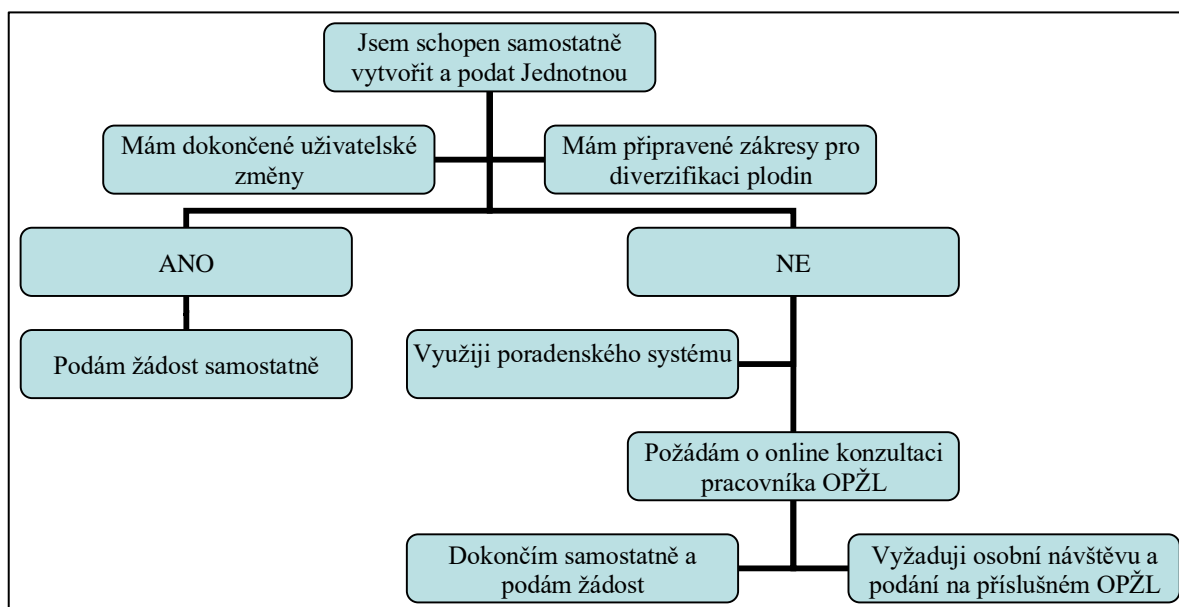 Jsem schopen samostatně
vytvořit a podat Jednotnou
Mám dokončené uživatelské
změny
Mám připravené zákresy pro
diverzifikaci plodin
ANO
NE
Podám žádost samostatně
Využiji poradenského systému
Požádám o online konzultaci
pracovníka OPŽL
Dokončím samostatně a
podám žádost
Vyžaduji osobní návštěvu a
podání na příslušném OPŽL